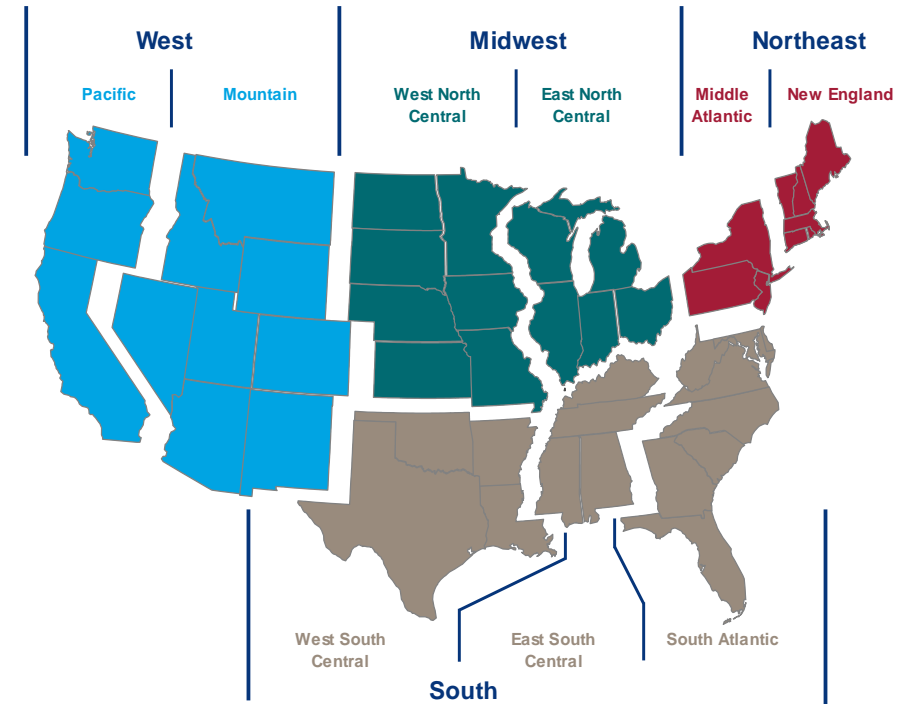 West
Midwest
Northeast
Pacific
Mountain
West North
Central
East North
Central
Middle
Atlantic
New England
West South
Central
East South
Central
South Atlantic
South